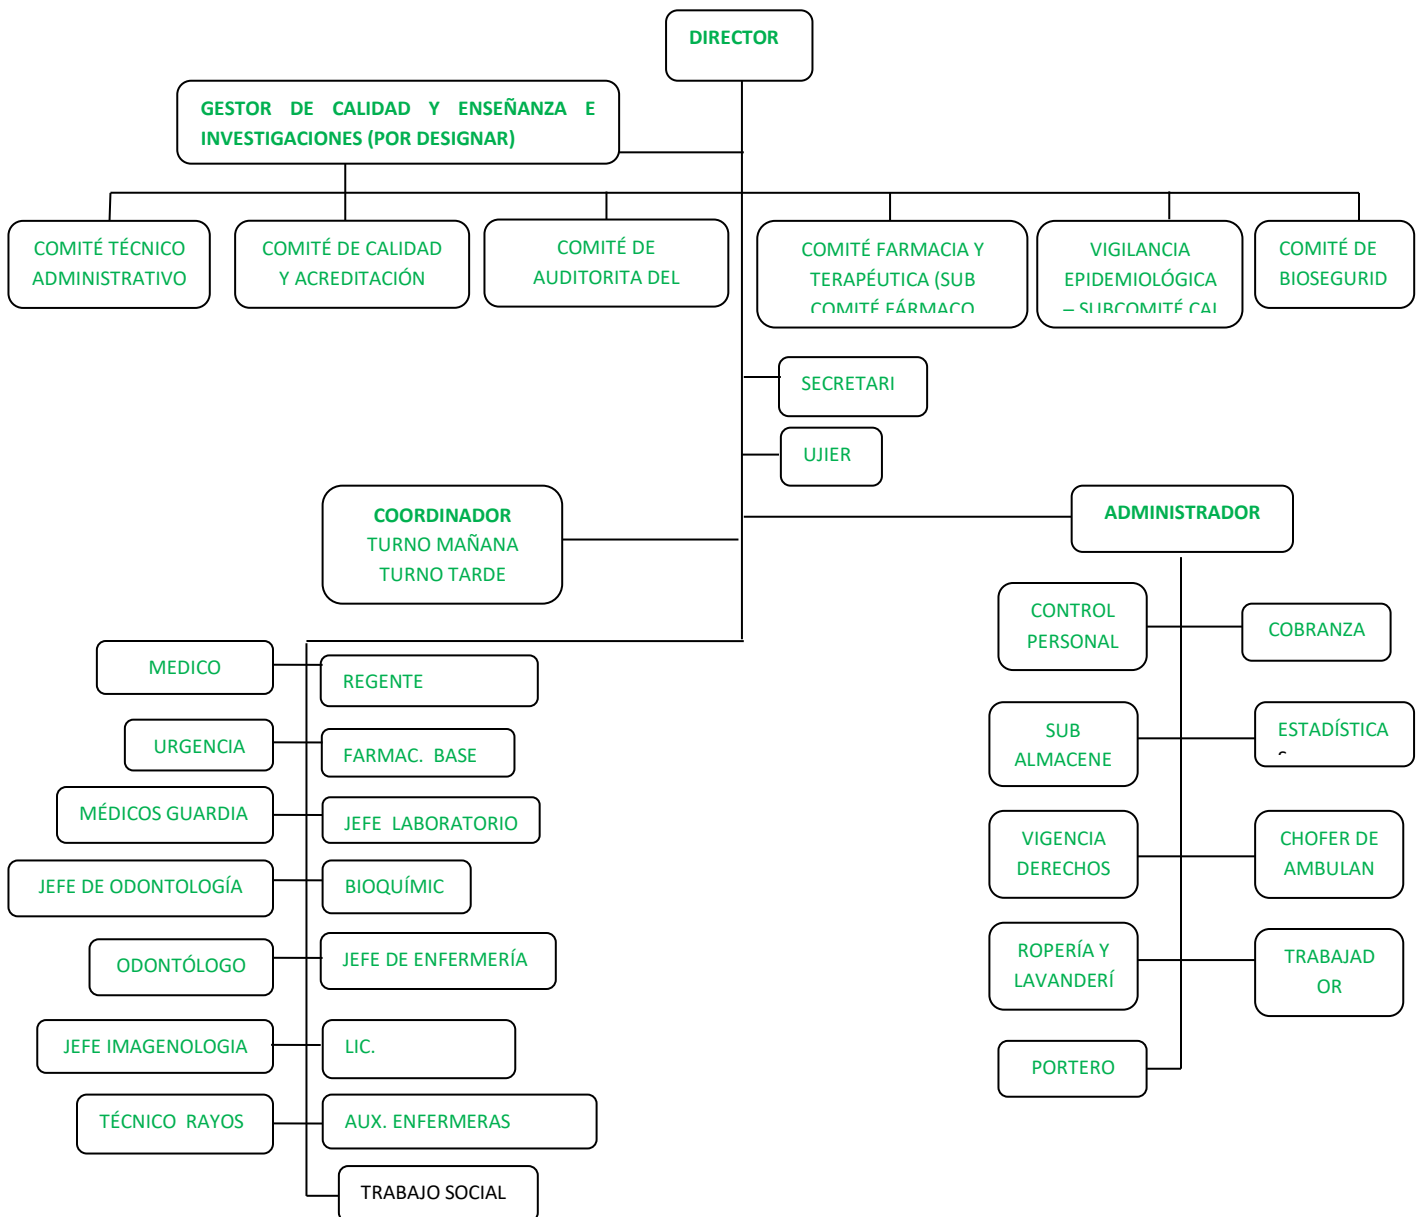 DIRECTOR
GESTOR DE CALIDAD Y ENSEÑANZA E
INVESTIGACIONES (POR DESIGNAR)
COMITÉ TÉCNICO
ADMINISTRATIVO
COMITÉ DE CALIDAD
Y ACREDITACIÓN
COMITÉ DE
AUDITORITA DEL
COMITÉ FARMACIA Y
TERAPÉUTICA (SUB
COMITÉ FÁRMACO
VIGILANCIA
EPIDEMIOLÓGICA
– SUBCOMITÉ CAI
COMITÉ DE
BIOSEGURID
SECRETARI
UJIER
COORDINADOR
TURNO MAÑANA
TURNO TARDE
ADMINISTRADOR
CONTROL
PERSONAL
COBRANZA
MEDICO
REGENTE
SUB
ALMACENE
ESTADÍSTICA
S
URGENCIA
FARMAC. BASE
MÉDICOS GUARDIA
JEFE LABORATORIO
VIGENCIA
DERECHOS
CHOFER DE
AMBULAN
JEFE DE ODONTOLOGÍA
BIOQUÍMIC
ODONTÓLOGO
JEFE DE ENFERMERÍA
ROPERÍA Y
LAVANDERÍ
TRABAJAD
OR
JEFE IMAGENOLOGIA
LIC.
PORTERO
TÉCNICO RAYOS
AUX. ENFERMERAS
TRABAJO SOCIAL